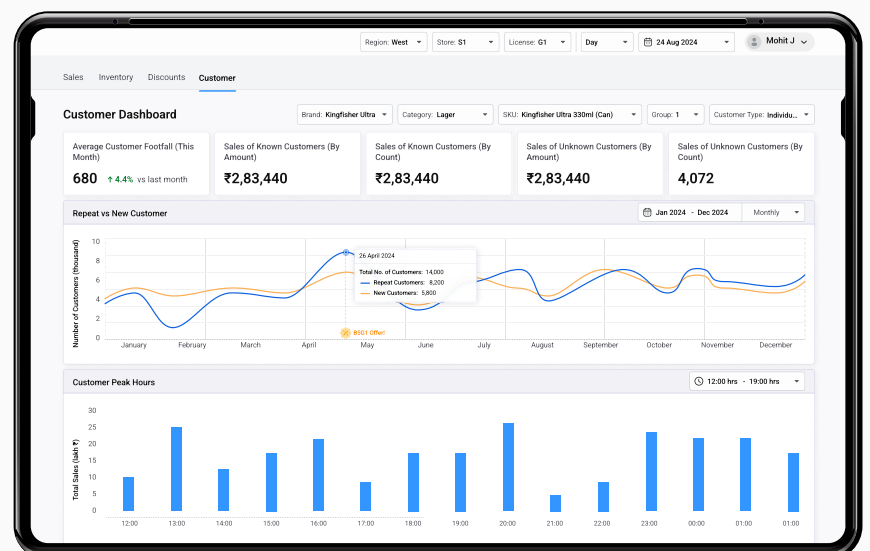 Region: West
Store: S1
License: G1
Day
24 Aug 2024
Mohit J
Sales
Inventory
Discounts
Customer
Customer Dashboard
Brand: Kingfisher Ultra
Category: Lager
SKU: Kingfisher Ultra 330ml (Can)
Group: 1
Customer Type: Individu...
Average Customer Footfall (This
Month)
680 ↑ 4.4% vs last month
Sales of Known Customers (By
Amount)
₹2,83,440
Sales of Known Customers (By
Count)
₹2,83,440
Sales of Unknown Customers (By
Amount)
₹2,83,440
Sales of Unknown Customers (By
Count)
4,072
Repeat vs New Customer
Jan 2024 - Dec 2024
Monthly
Number of Customers (thousand)
10
8
6
4
2
0
26 April 2024
Total No. of Customers: 14,000
Repeat Customers: 8,200
New Customers: 5,800
B5G1 Offer!
January February March April May June July August September October November December
Customer Peak Hours
12:00 hrs - 19:00 hrs
Total Sales (lakh ₹)
30
25
20
15
10
5
0
12:00 13:00 14:00 15:00 16:00 17:00 18:00 19:00 20:00 21:00 22:00 23:00 00:00 01:00 01:00